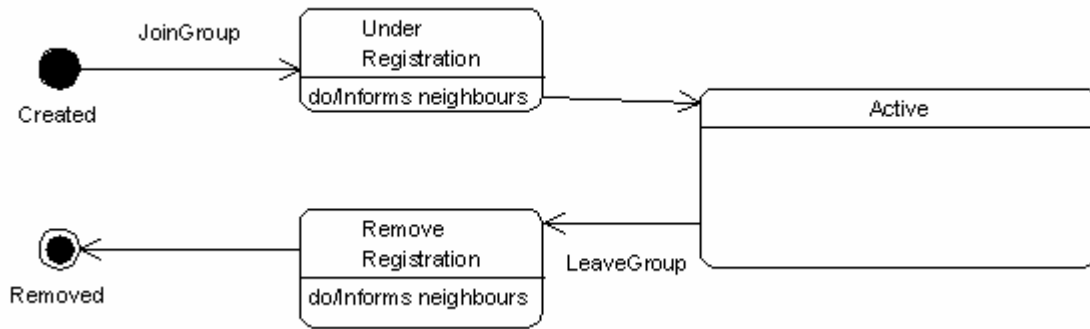 JoinGroup
Created
Under
Registration
do/Informs neighbours
Active
LeaveGroup
Remove
Registration
do/Informs neighbours
Removed